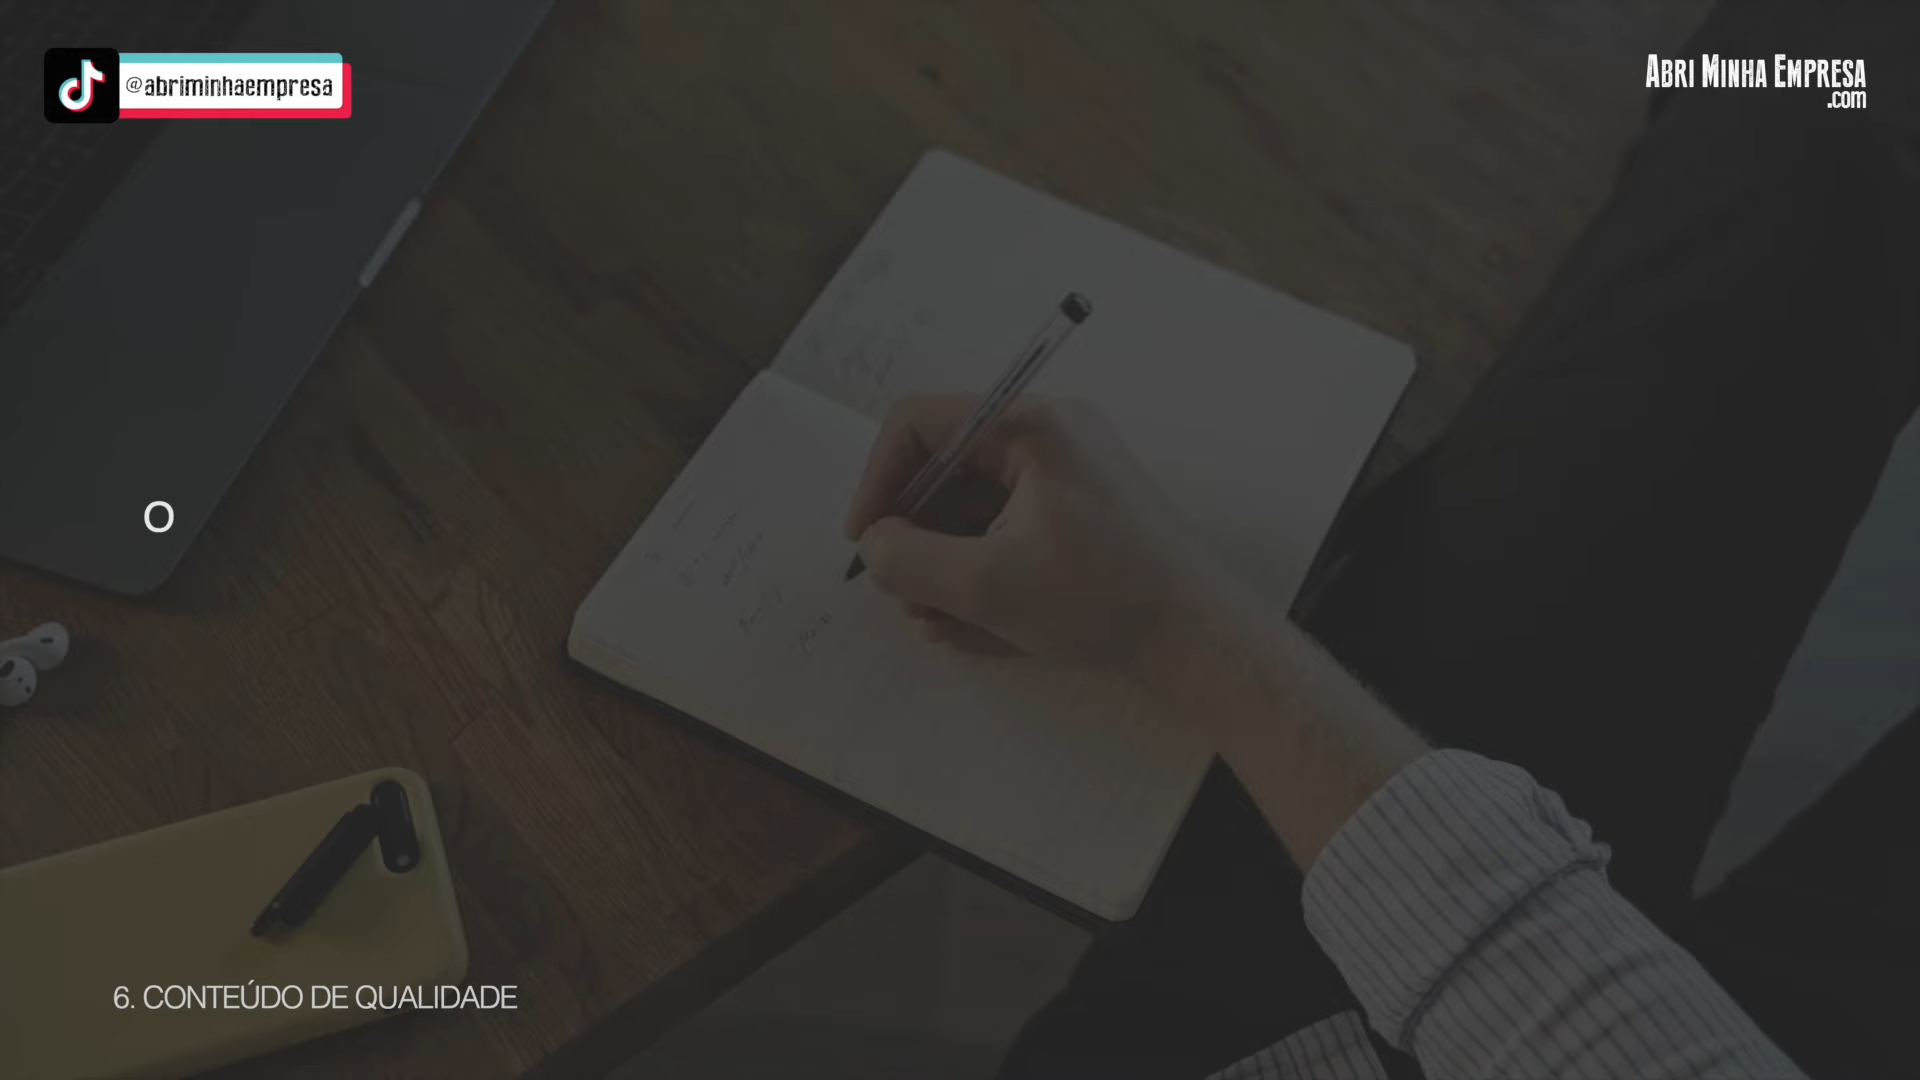 @abriminhaempresa
ABRI MINHA EMPRESA
.com
O
6. CONTEÚDO DE QUALIDADE